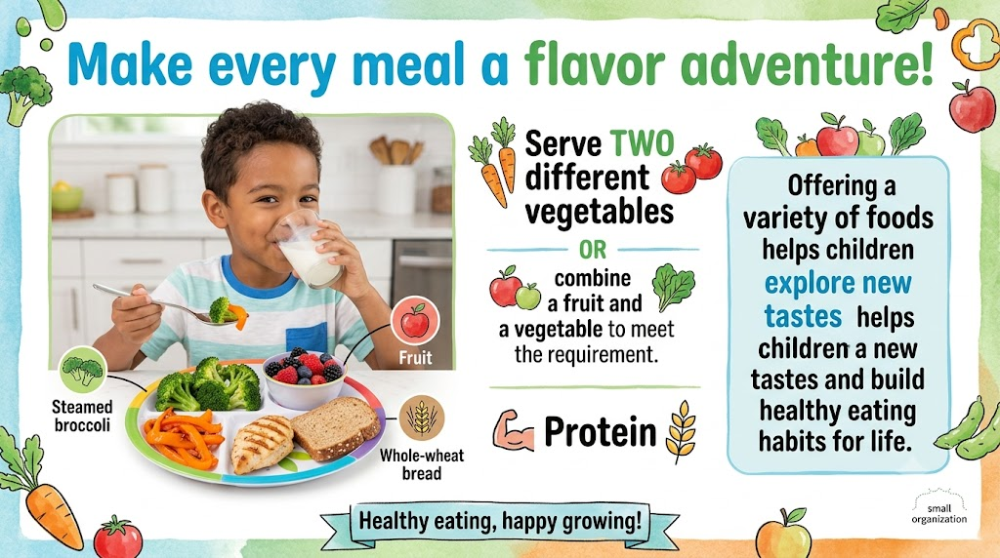 Make every meal a flavor adventure!
Fruit
Steamed
broccoli
Whole-wheat
bread
Serve TWO
different
vegetables
OR
combine
a fruit and
a vegetable to meet
the requirement.
Protein
Offering a
variety of foods
helps children
explore new
tastes helps
children a new
tastes and build
healthy eating
habits for life.
Healthy eating, happy growing!
small
organization